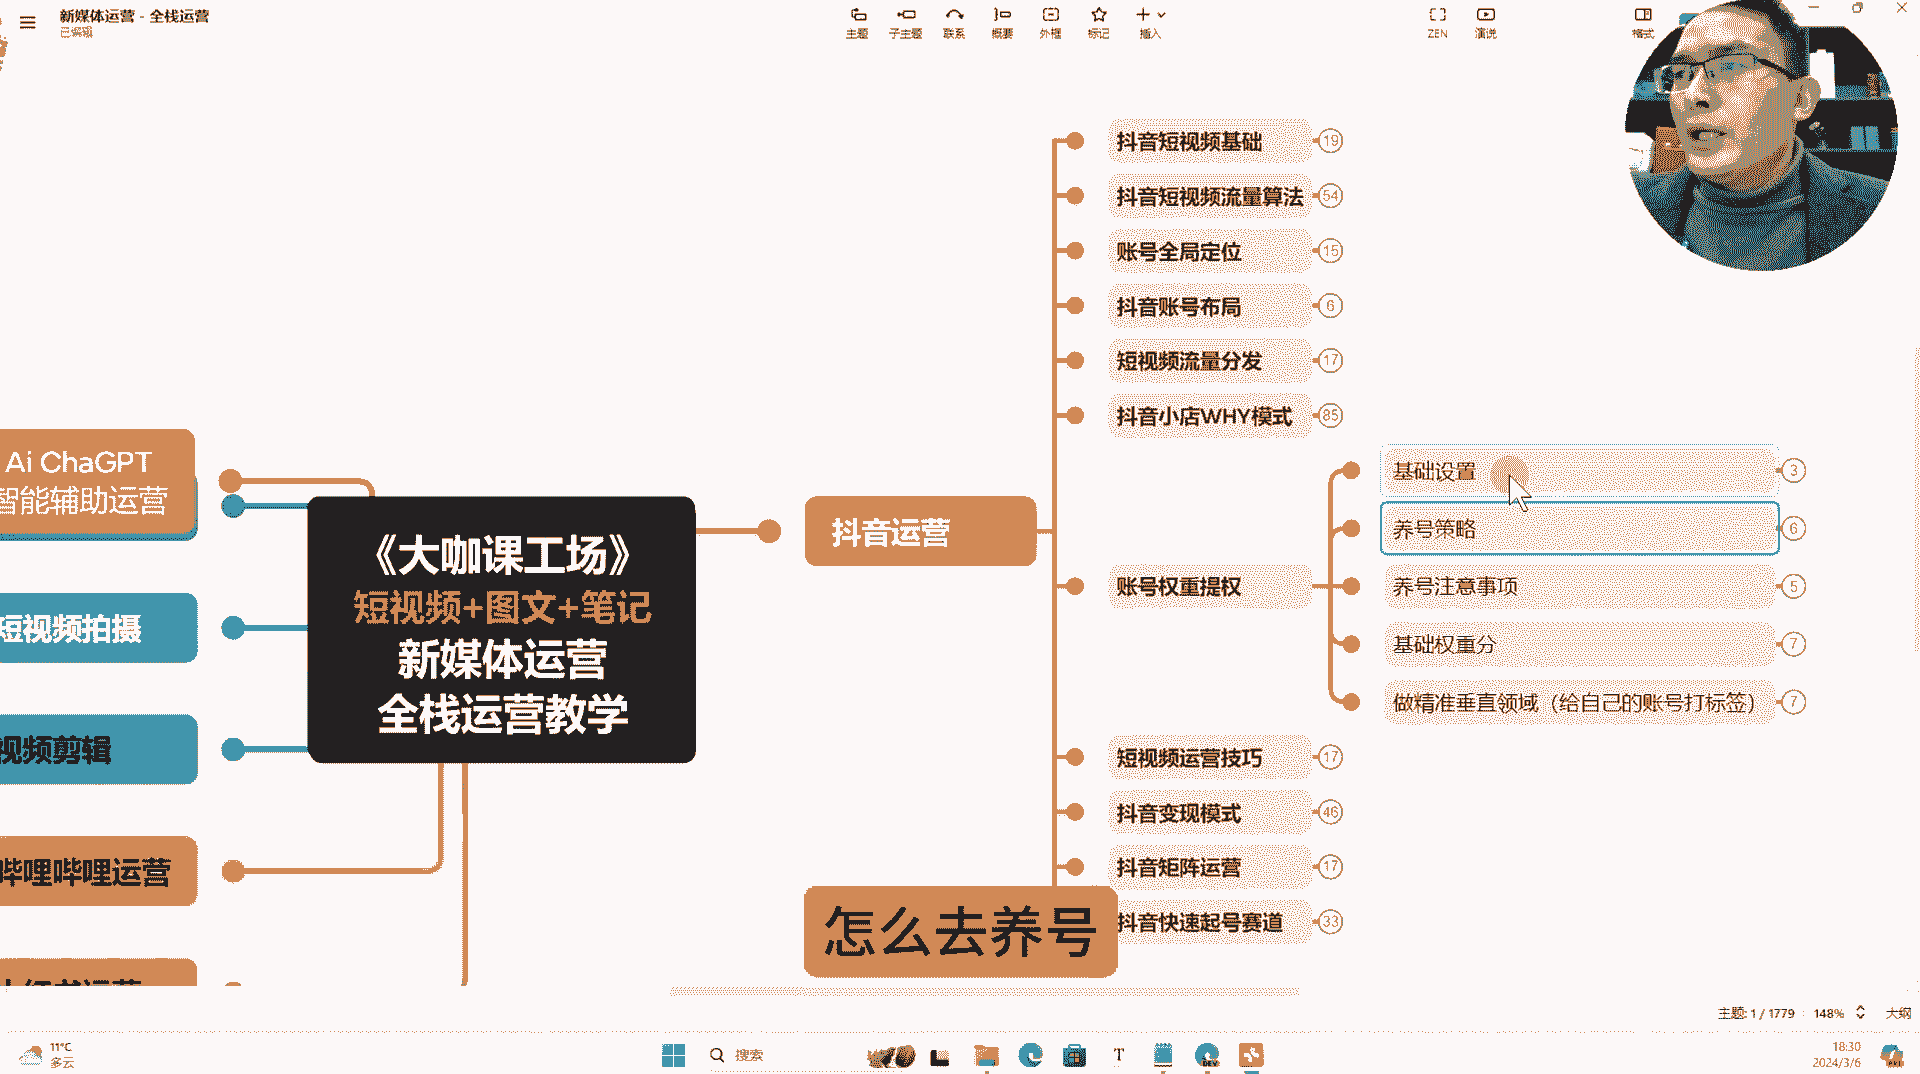 新媒体运营 - 全栈运营
已编辑
主题
子主题
联系
概要
外框
标记
插入
ZEN
演说
格式
抖音短视频基础 19
抖音短视频流量算法 54
账号全局定位 15
抖音账号布局 6
短视频流量分发 17
抖音小店WHY模式 85
基础设置 3
养号策略 6
账号权重提权
养号注意事项 5
基础权重分 7
做精准垂直领域（给自己的账号打标签） 7
短视频运营技巧 17
抖音变现模式 46
抖音矩阵运营 17
抖音快速起号赛道 33
抖音运营
Ai ChaGPT
智能辅助运营
《大咖课工场》
短视频+图文+笔记
新媒体运营
全栈运营教学
短视频拍摄
视频剪辑
哔哩哔哩运营
小红书运营
怎么去养号
主题: 1 / 1779
148%
大纲
11°C
多云
搜索
T
DEV
18:30
2024/3/6